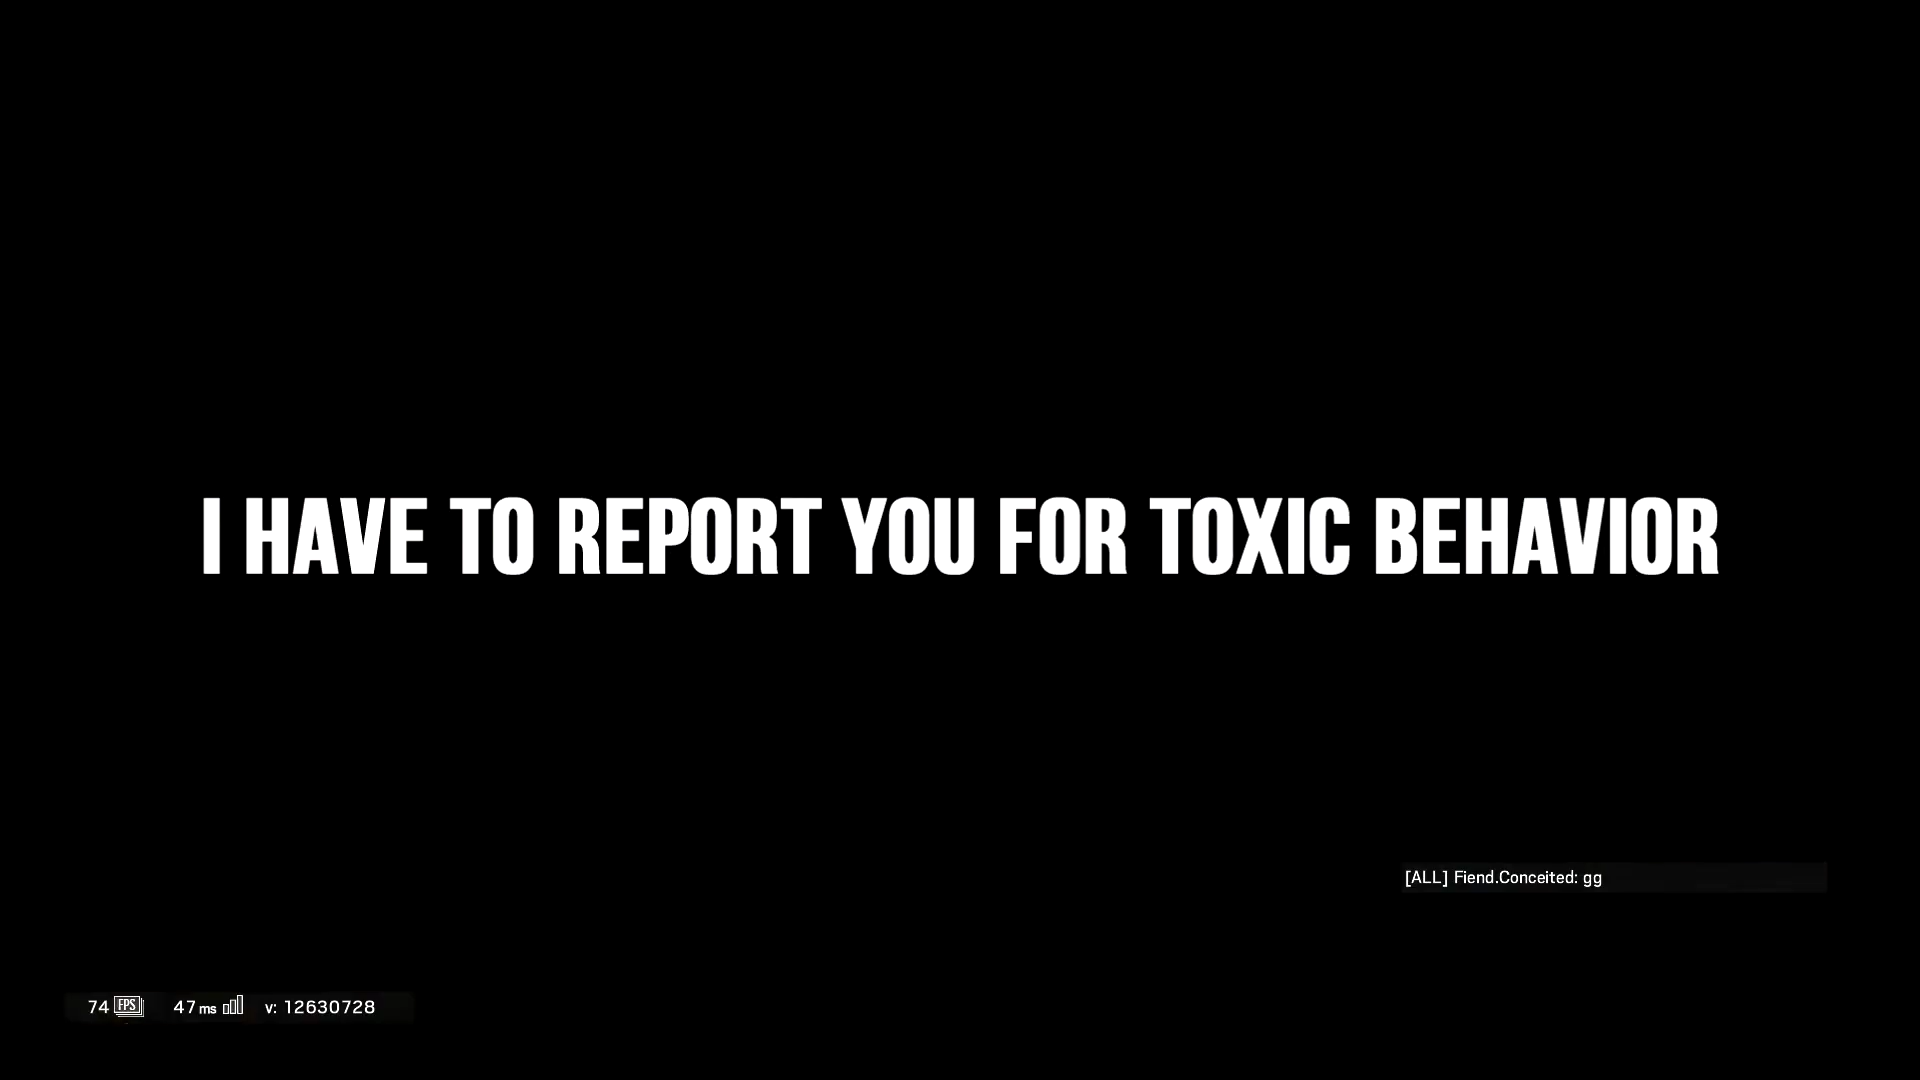 I HAVE TO REPORT YOU FOR TOXIC BEHAVIOR
[ALL] Fiend.Conceited: gg
74 FPS 47 ms v: 12630728